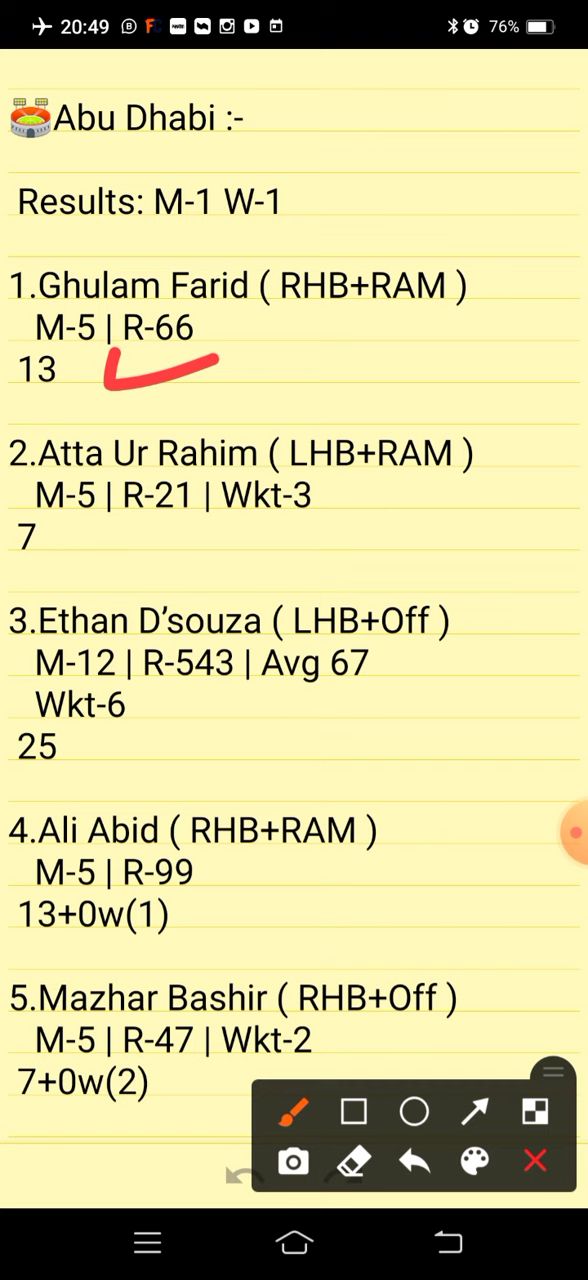 20:49
76%
Abu Dhabi :-
Results: M-1 W-1
1.Ghulam Farid ( RHB+RAM )
M-5 | R-66
13
2.Atta Ur Rahim ( LHB+RAM )
M-5 | R-21 | Wkt-3
7
3.Ethan D’souza ( LHB+Off )
M-12 | R-543 | Avg 67
Wkt-6
25
4.Ali Abid ( RHB+RAM )
M-5 | R-99
13+0w(1)
5.Mazhar Bashir ( RHB+Off )
M-5 | R-47 | Wkt-2
7+0w(2)